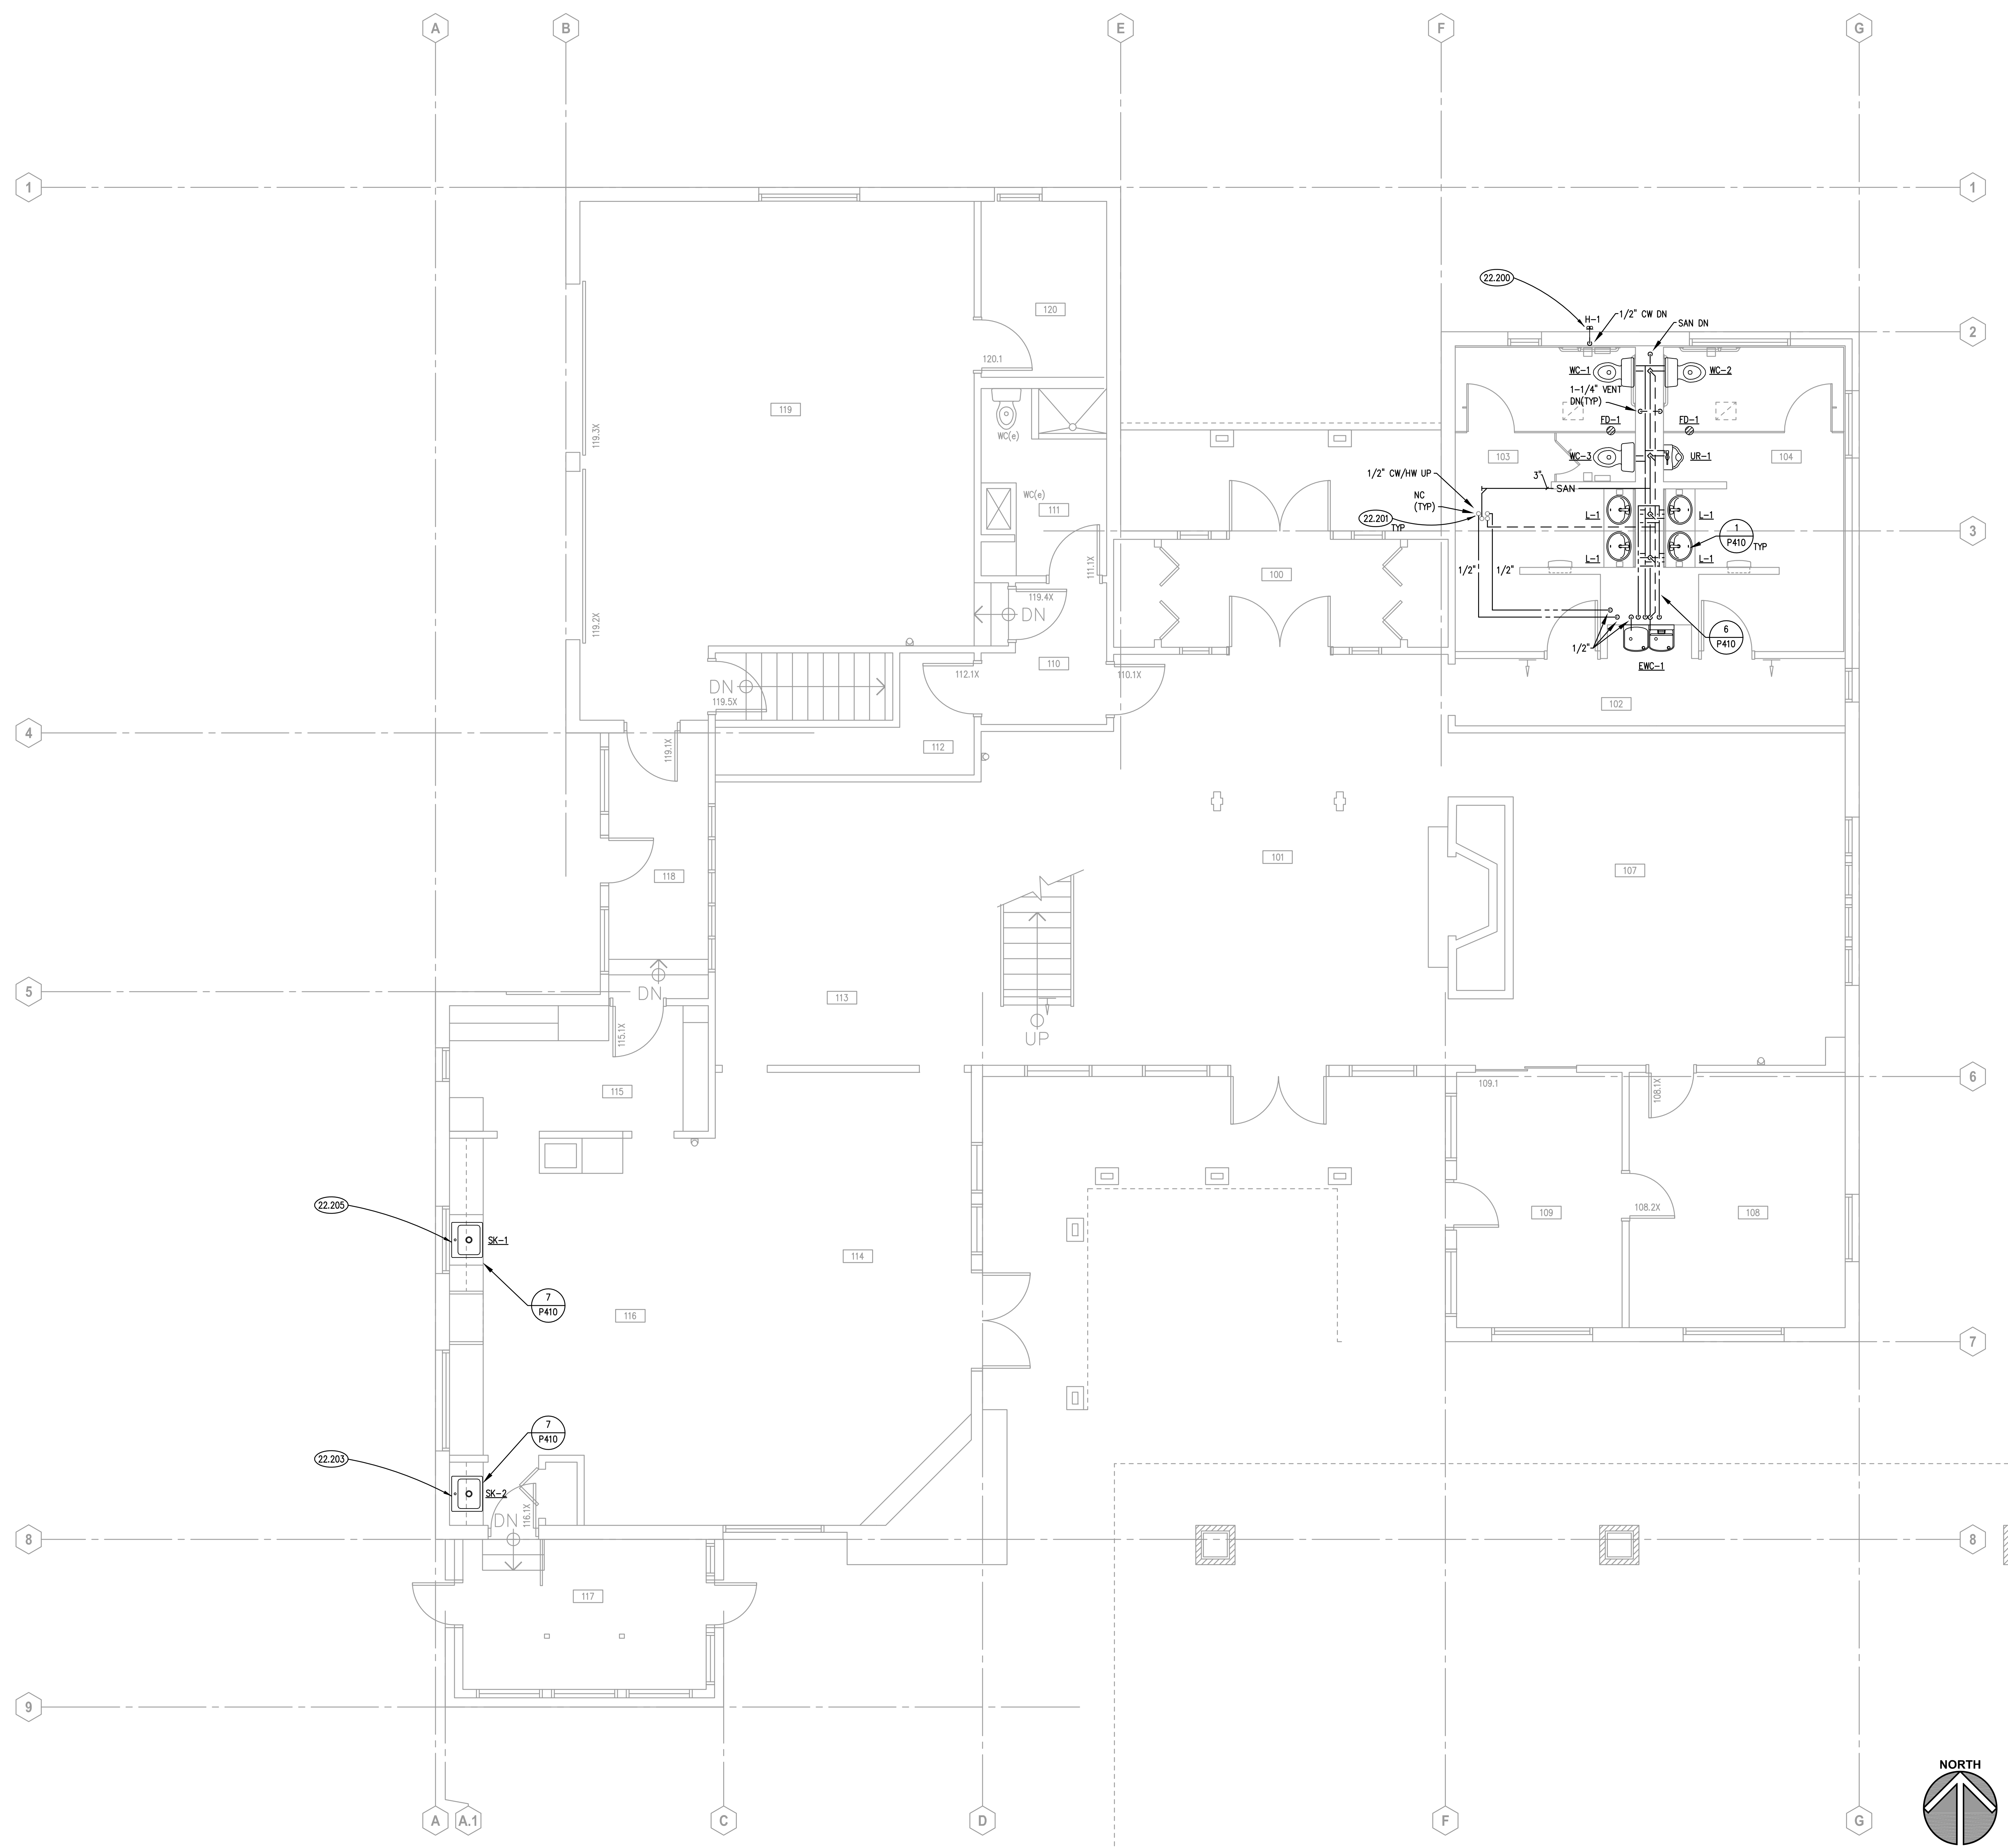 A B E F G
1 1
22.200
H-1
1/2" CW DN
SAN DN
2
120
120.1
119
119.3X
WC(e)
WC-1 WC-2
1-1/4" VENT
DN(TYP)
FD-1 FD-1
103 WC-3 UR-1 104
1/2" CW/HW UP
3"
SAN
NC
(TYP)
22.201
TYP
WC(e)
111
L-1 L-1
1
P410
TYP
3
L-1 L-1
111.1X
100
1/2" 1/2"
119.4X
DN
119.2X
6
P410
1/2"
EWC-1
110
112.1X 110.1X
DN
119.5X
102
4
119.1X
112
101
107
118
5
DN
113
UP
115.1X
115
109.1
108.1X
6
22.205
SK-1
108.2X
109
108
114
7
P410
116
7
7
P410
22.203
SK-2
116.1X
DN
8 8
117
9
NORTH
A A.1 C D F G